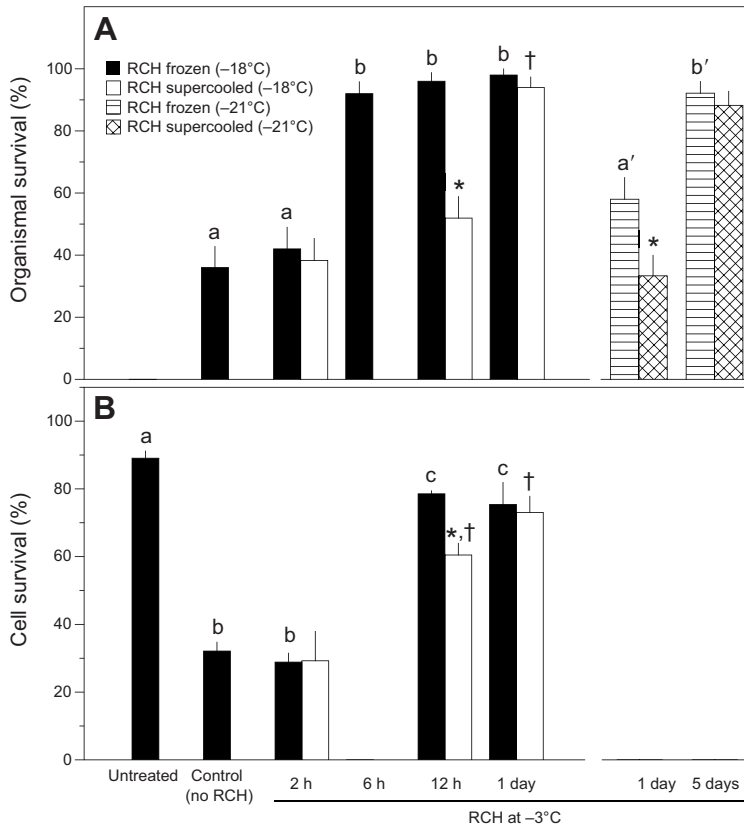 A
RCH frozen (–18°C)
RCH supercooled (–18°C)
RCH frozen (–21°C)
RCH supercooled (–21°C)
Organismal survival (%)
100
80
60
40
20
0
a
a
b
b
*
b
†
a′
*
b′
B
Cell survival (%)
100
80
60
40
20
0
a
b
b
c
*,†
c
†
Untreated
Control
(no RCH)
2 h
6 h
12 h
1 day
1 day
5 days
RCH at –3°C